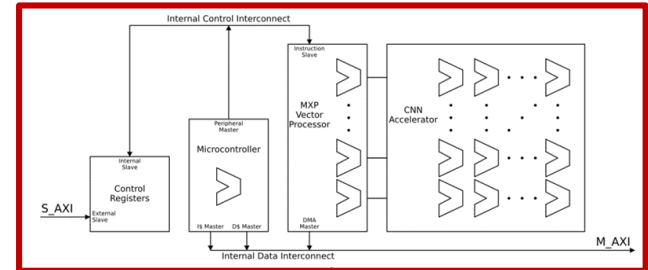 Internal Control Interconnect
Instruction
Slave
MXP
Vector
Processor
CNN
Accelerator
Peripheral
Master
Microcontroller
I$ Master D$ Master
Internal
Slave
Control
Registers
S_AXI
External
Slave
DMA
Master
M_AXI
Internal Data Interconnect